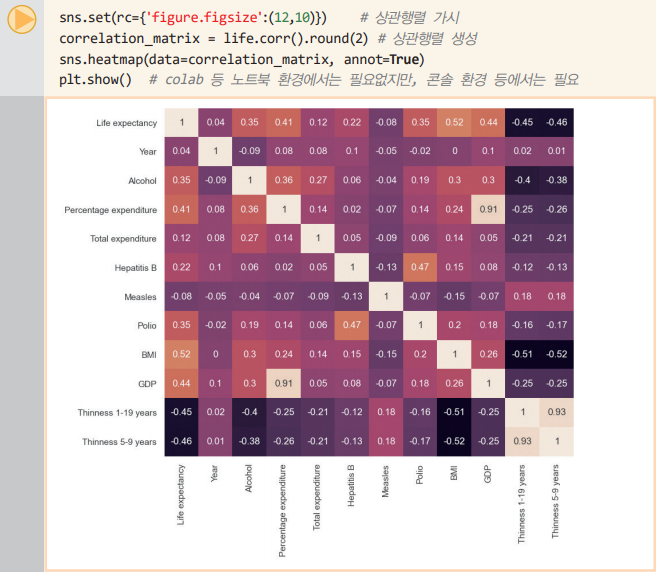 sns.set(rc={'figure.figsize':(12,10)})    # 상관행렬 가시
correlation_matrix = life.corr().round(2) # 상관행렬 생성
sns.heatmap(data=correlation_matrix, annot=True)
plt.show()  # colab 등 노트북 환경에서는 필요없지만, 콘솔 환경 등에서는 필요
Life expectancy 1 0.04 0.35 0.41 0.12 0.22 -0.08 0.35 0.52 0.44 -0.45 -0.46
Year 0.04 1 -0.09 0.08 0.08 0.1 -0.05 -0.02 0 0.1 0.02 0.01
Alcohol 0.35 -0.09 1 0.36 0.27 0.06 -0.04 0.19 0.3 0.3 -0.4 -0.38
Percentage expenditure 0.41 0.08 0.36 1 0.14 0.02 -0.07 0.14 0.24 0.91 -0.25 -0.26
Total expenditure 0.12 0.08 0.27 0.14 1 0.05 -0.09 0.06 0.14 0.05 -0.21 -0.21
Hepatitis B 0.22 0.1 0.06 0.02 0.05 1 -0.13 0.47 0.15 0.08 -0.12 -0.13
Measles -0.08 -0.05 -0.04 -0.07 -0.09 -0.13 1 -0.07 -0.15 -0.07 0.18 0.18
Polio 0.35 -0.02 0.19 0.14 0.06 0.47 -0.07 1 0.2 0.18 -0.16 -0.17
BMI 0.52 0 0.3 0.24 0.14 0.15 -0.15 0.2 1 0.26 -0.51 -0.52
GDP 0.44 0.1 0.3 0.91 0.05 0.08 -0.07 0.18 0.26 1 -0.25 -0.25
Thinness 1-19 years -0.45 0.02 -0.4 -0.25 -0.21 -0.12 0.18 -0.16 -0.51 -0.25 1 0.93
Thinness 5-9 years -0.46 0.01 -0.38 -0.26 -0.21 -0.13 0.18 -0.17 -0.52 -0.25 0.93 1
Life expectancy
Year
Alcohol
Percentage expenditure
Total expenditure
Hepatitis B
Measles
Polio
BMI
GDP
Thinness 1-19 years
Thinness 5-9 years